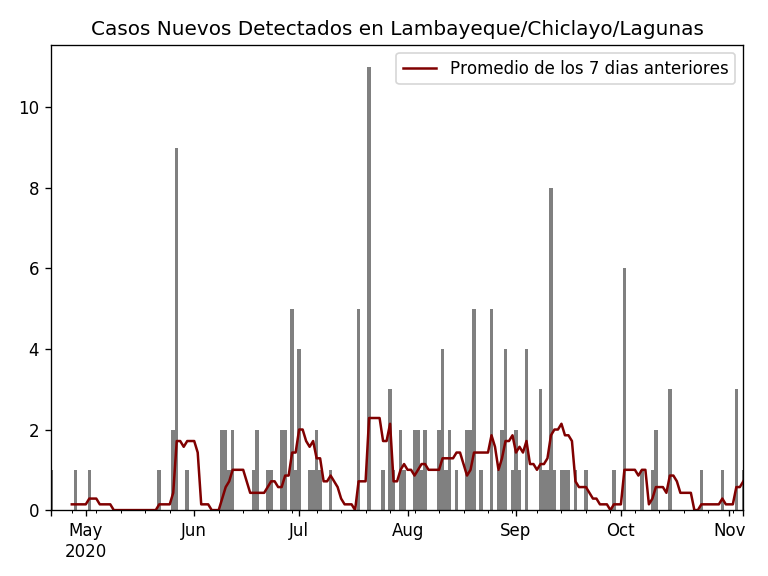 Casos Nuevos Detectados en Lambayeque/Chiclayo/Lagunas
Promedio de los 7 dias anteriores
10
8
6
4
2
0
May Jun Jul Aug Sep Oct Nov
2020